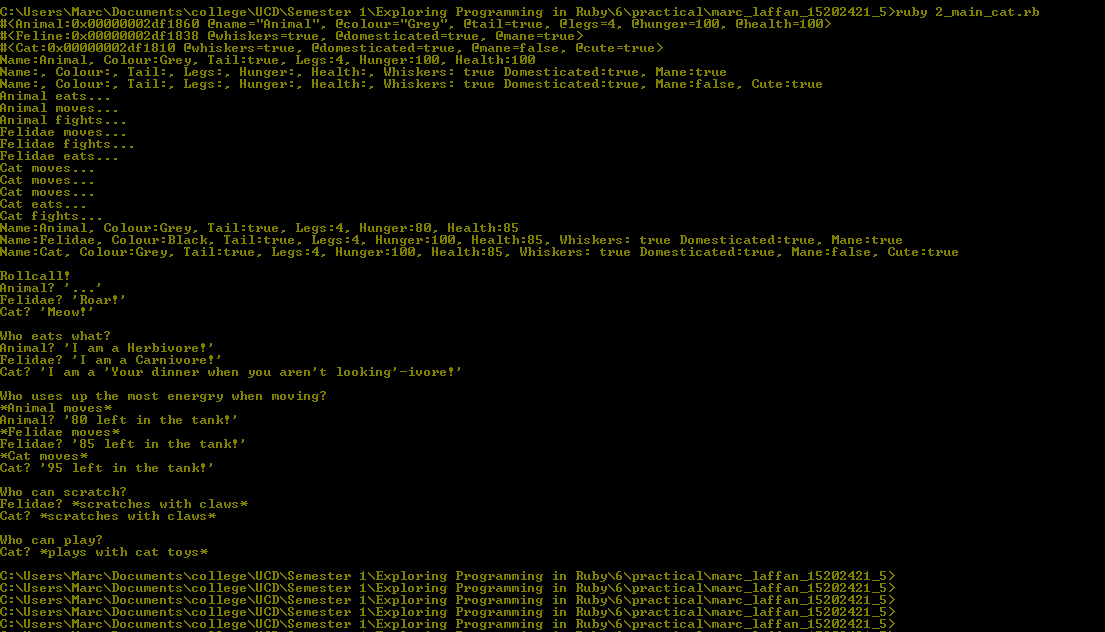 C:\Users\Marc\Documents\college\UCD\Semester 1\Exploring Programming in Ruby\6\practical\marc_laffan_15202421_5>ruby 2_main_cat.rb
#<Animal:0x00000002df1860 @name="Animal", @colour="Grey", @tail=true, @legs=4, @hunger=100, @health=100>
#<Feline:0x00000002df1838 @whiskers=true, @domesticated=true, @mane=true>
#<Cat:0x00000002df1810 @whiskers=true, @domesticated=true, @mane=false, @cute=true>
Name:Animal, Colour:Grey, Tail:true, Legs:4, Hunger:100, Health:100
Name:, Colour:, Tail:, Legs:, Hunger:, Health:, Whiskers: true Domesticated:true, Mane:true
Name:, Colour:, Tail:, Legs:, Hunger:, Health:, Whiskers: true Domesticated:true, Mane:false, Cute:true
Animal eats...
Animal moves...
Animal fights...
Felidae moves...
Felidae fights...
Felidae eats...
Cat moves...
Cat moves...
Cat moves...
Cat eats...
Cat fights...
Name:Animal, Colour:Grey, Tail:true, Legs:4, Hunger:80, Health:85
Name:Felidae, Colour:Black, Tail:true, Legs:4, Hunger:100, Health:85, Whiskers: true Domesticated:true, Mane:true
Name:Cat, Colour:Grey, Tail:true, Legs:4, Hunger:100, Health:85, Whiskers: true Domesticated:true, Mane:false, Cute:true
Rollcall!
Animal? '...'
Felidae? 'Roar!'
Cat? 'Meow!'
Who eats what?
Animal? 'I am a Herbivore!'
Felidae? 'I am a Carnivore!'
Cat? 'I am a 'Your dinner when you aren't looking'-ivore!'
Who uses up the most energry when moving?
*Animal moves*
Animal? '80 left in the tank!'
*Felidae moves*
Felidae? '85 left in the tank!'
*Cat moves*
Cat? '95 left in the tank!'
Who can scratch?
Felidae? *scratches with claws*
Cat? *scratches with claws*
Who can play?
Cat? *plays with cat toys*
C:\Users\Marc\Documents\college\UCD\Semester 1\Exploring Programming in Ruby\6\practical\marc_laffan_15202421_5>
C:\Users\Marc\Documents\college\UCD\Semester 1\Exploring Programming in Ruby\6\practical\marc_laffan_15202421_5>
C:\Users\Marc\Documents\college\UCD\Semester 1\Exploring Programming in Ruby\6\practical\marc_laffan_15202421_5>
C:\Users\Marc\Documents\college\UCD\Semester 1\Exploring Programming in Ruby\6\practical\marc_laffan_15202421_5>
C:\Users\Marc\Documents\college\UCD\Semester 1\Exploring Programming in Ruby\6\practical\marc_laffan_15202421_5>